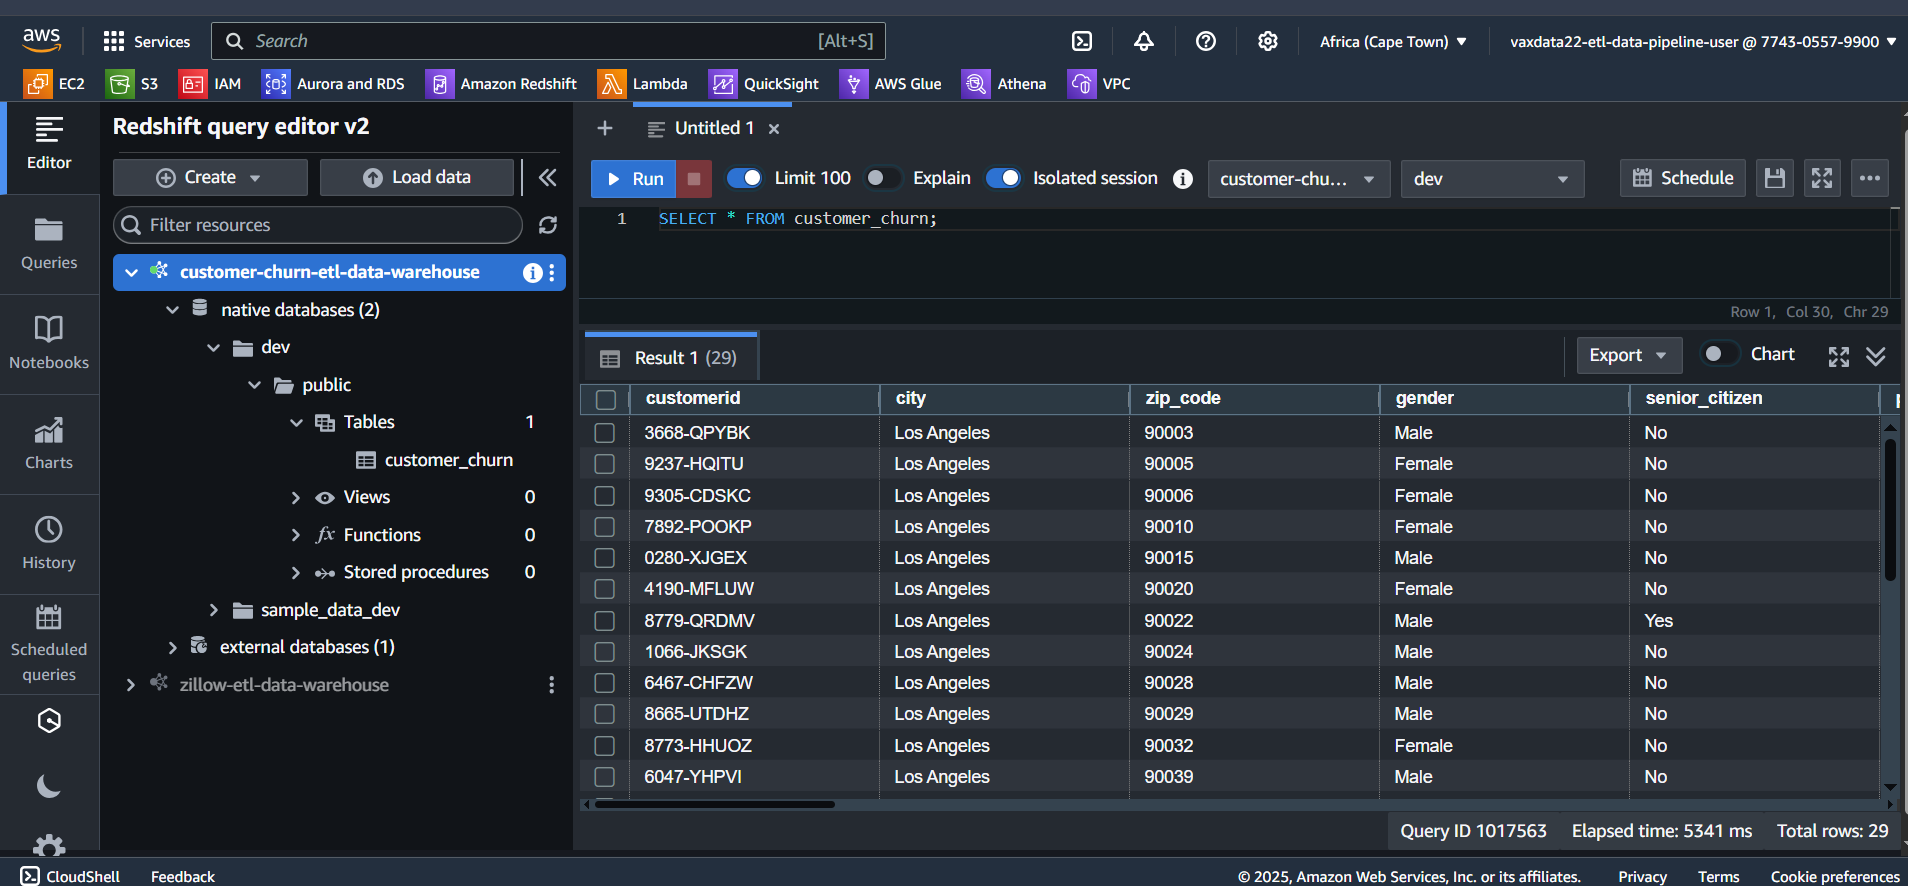 aws
Services
Search
[Alt+S]
Africa (Cape Town)
vaxdata22-etl-data-pipeline-user @ 7743-0557-9900
EC2
S3
IAM
Aurora and RDS
Amazon Redshift
Lambda
QuickSight
AWS Glue
Athena
VPC
Editor
Queries
Notebooks
Charts
History
Scheduled
queries
Redshift query editor v2
Create
Load data
Filter resources
customer-churn-etl-data-warehouse
native databases (2)
dev
public
Tables 1
customer_churn
Views 0
Functions 0
Stored procedures 0
sample_data_dev
external databases (1)
zillow-etl-data-warehouse
Untitled 1
Run
Limit 100
Explain
Isolated session
customer-chu...
dev
Schedule
1 SELECT * FROM customer_churn;
Row 1, Col 30, Chr 29
Result 1 (29)
Export
Chart
customerid city zip_code gender senior_citizen
3668-QPYBK Los Angeles 90003 Male No
9237-HQITU Los Angeles 90005 Female No
9305-CDSKC Los Angeles 90006 Female No
7892-POOKP Los Angeles 90010 Female No
0280-XJGEX Los Angeles 90015 Male No
4190-MFLUW Los Angeles 90020 Female No
8779-QRDMV Los Angeles 90022 Male Yes
1066-JKSGK Los Angeles 90024 Male No
6467-CHFZW Los Angeles 90028 Male No
8665-UTDHZ Los Angeles 90029 Male No
8773-HHUOZ Los Angeles 90032 Female No
6047-YHPVI Los Angeles 90039 Male No
Query ID 1017563
Elapsed time: 5341 ms
Total rows: 29
CloudShell
Feedback
© 2025, Amazon Web Services, Inc. or its affiliates.
Privacy
Terms
Cookie preferences